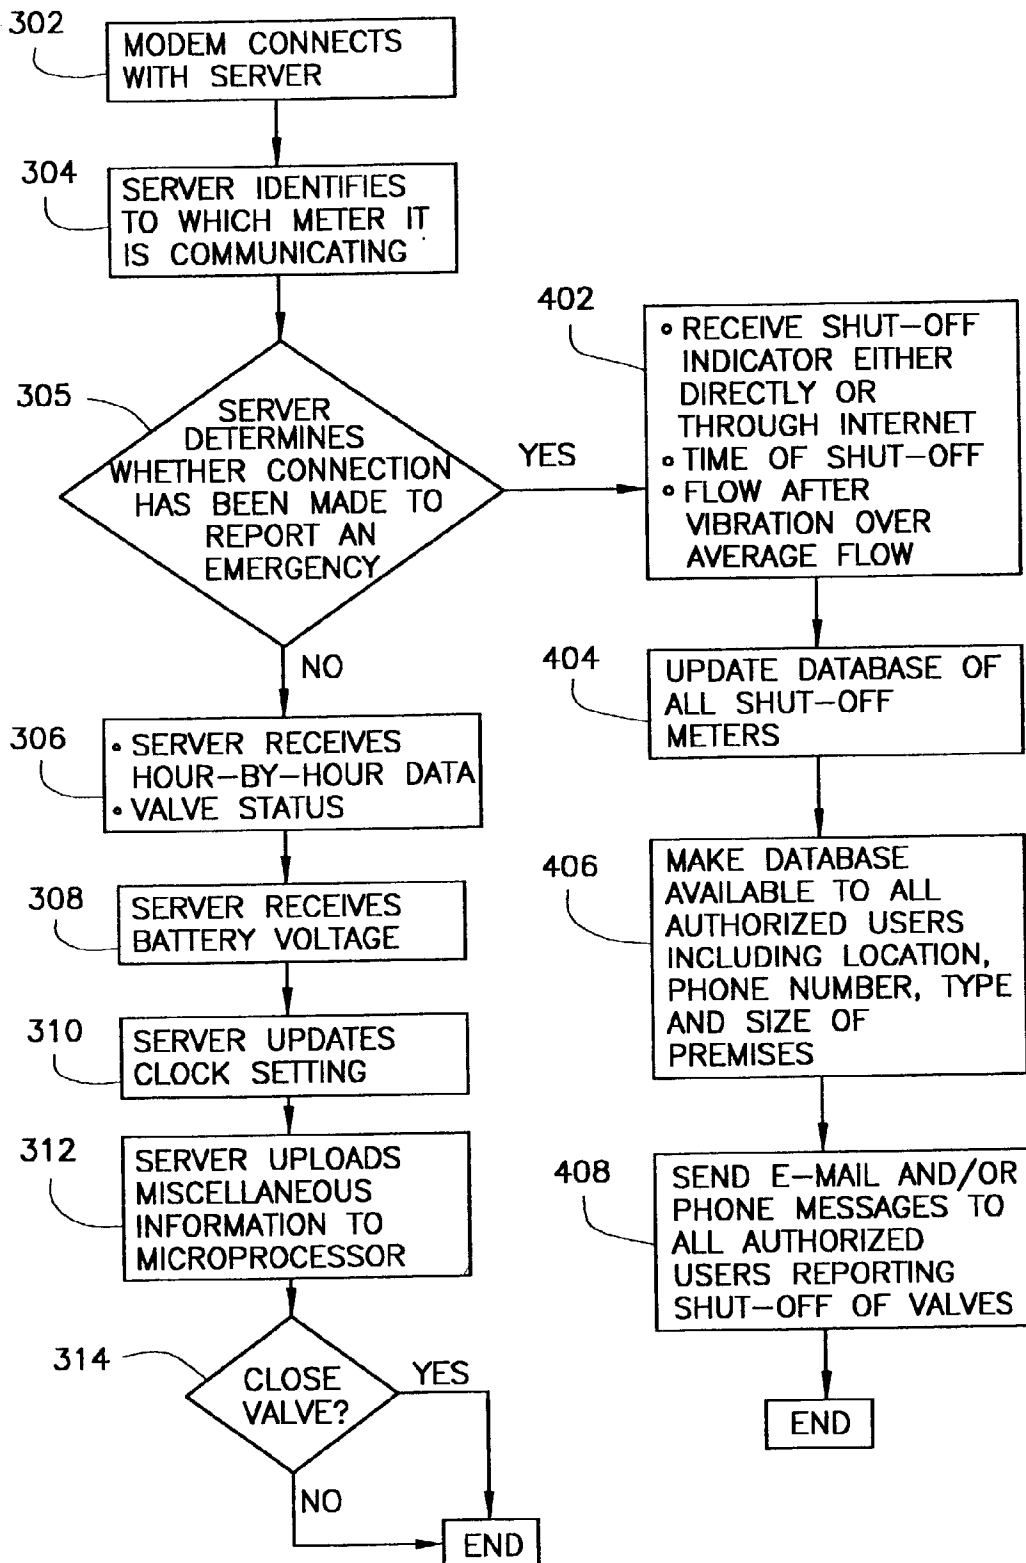 302
MODEM CONNECTS
WITH SERVER
304
SERVER IDENTIFIES
TO WHICH METER IT
IS COMMUNICATING
305
SERVER
DETERMINES
WHETHER CONNECTION
HAS BEEN MADE TO
REPORT AN
EMERGENCY
YES
NO
402
• RECEIVE SHUT-OFF
INDICATOR EITHER
DIRECTLY OR
THROUGH INTERNET
• TIME OF SHUT-OFF
• FLOW AFTER
VIBRATION OVER
AVERAGE FLOW
404
UPDATE DATABASE OF
ALL SHUT-OFF
METERS
406
MAKE DATABASE
AVAILABLE TO ALL
AUTHORIZED USERS
INCLUDING LOCATION,
PHONE NUMBER, TYPE
AND SIZE OF
PREMISES
408
SEND E-MAIL AND/OR
PHONE MESSAGES TO
ALL AUTHORIZED
USERS REPORTING
SHUT-OFF OF VALVES
END
306
• SERVER RECEIVES
HOUR-BY-HOUR DATA
• VALVE STATUS
308
SERVER RECEIVES
BATTERY VOLTAGE
310
SERVER UPDATES
CLOCK SETTING
312
SERVER UPLOADS
MISCELLANEOUS
INFORMATION TO
MICROPROCESSOR
314
CLOSE
VALVE?
YES
NO
END